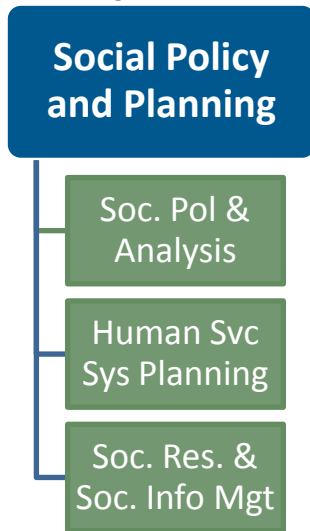 Social Policy
and Planning
Soc. Pol &
Analysis
Human Svc
Sys Planning
Soc. Res. &
Soc. Info Mgt